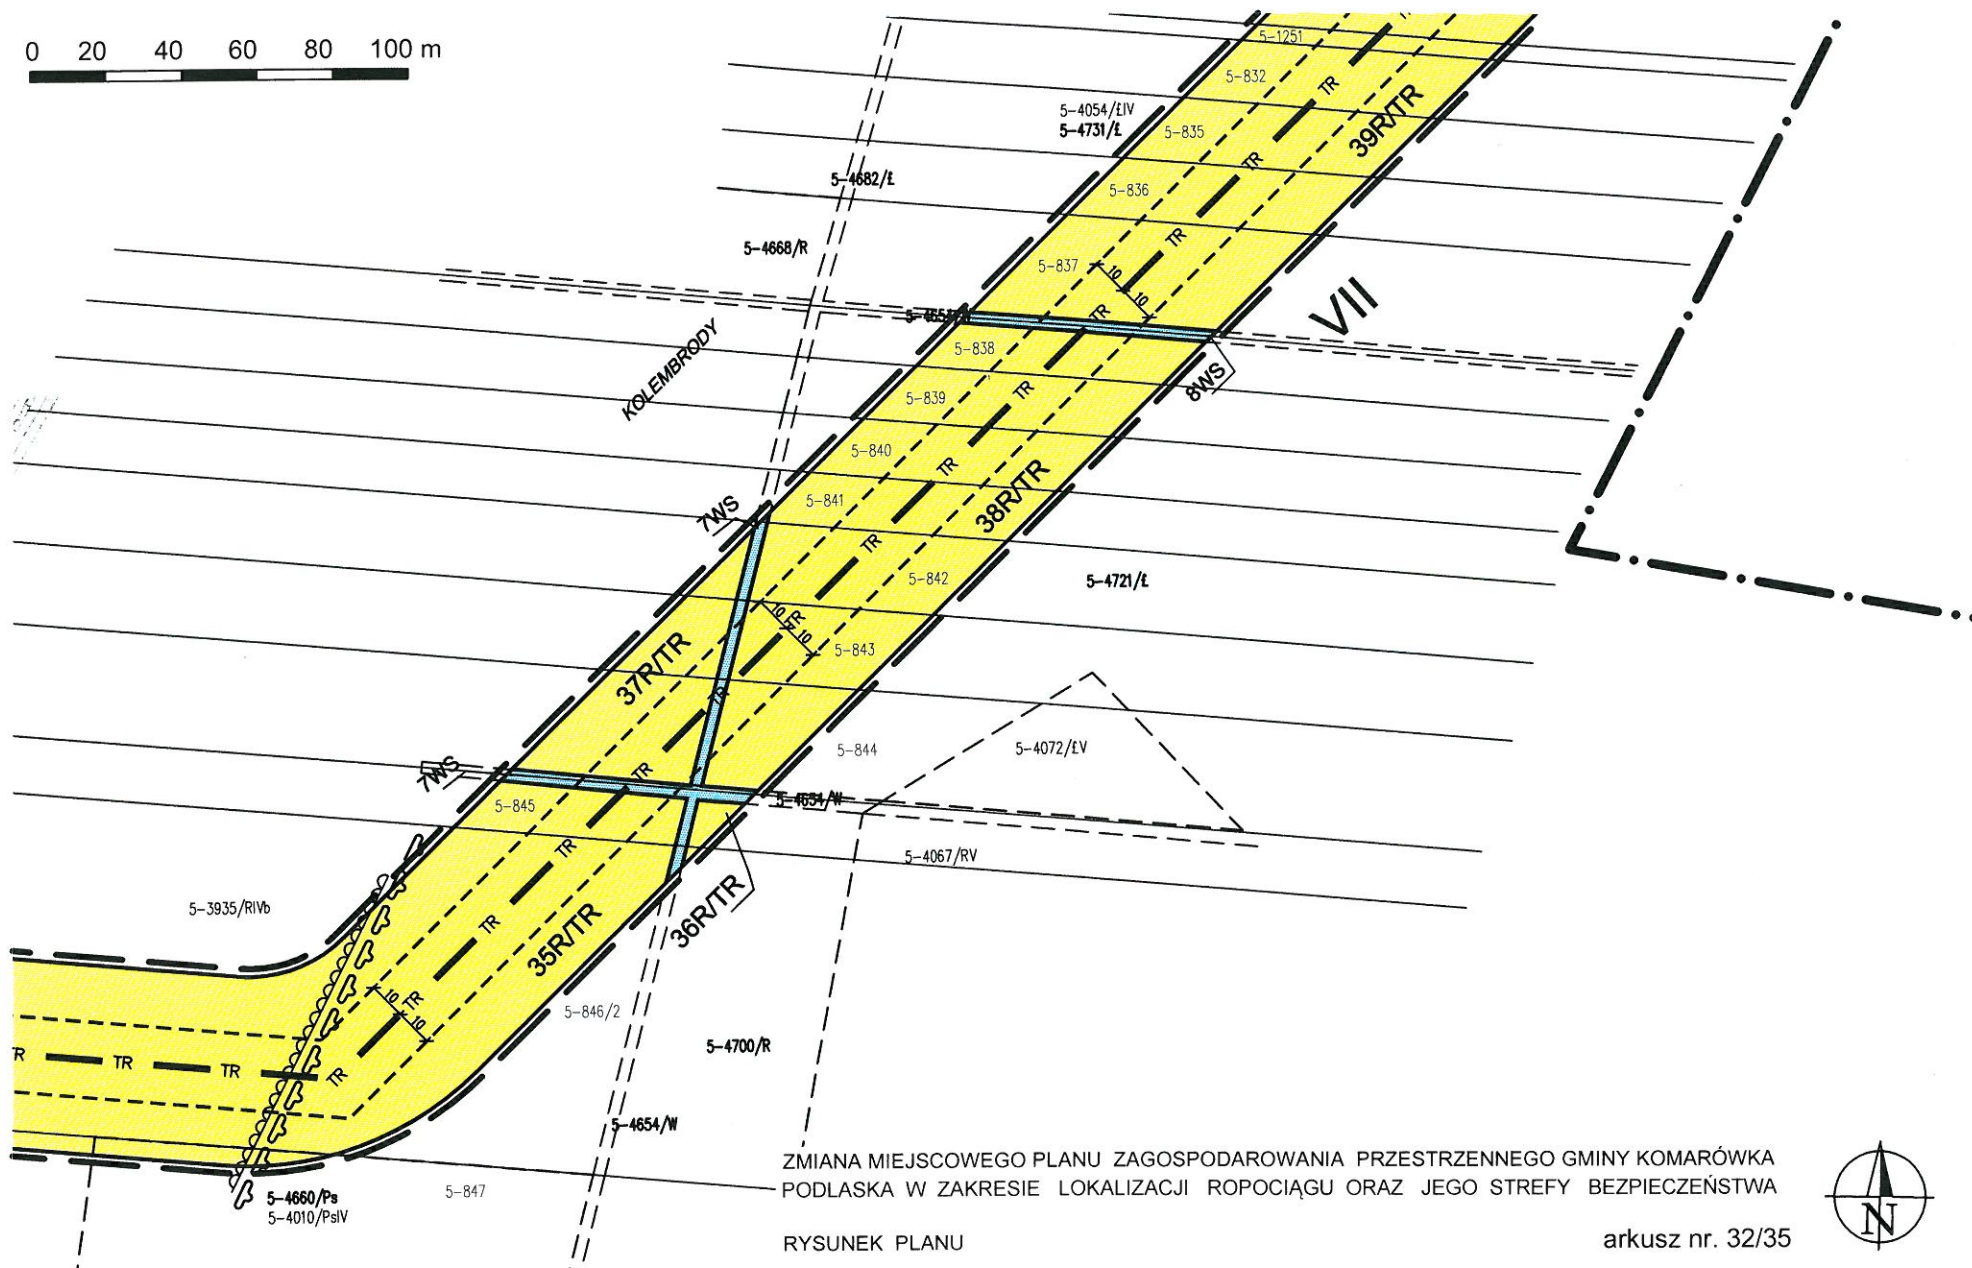 0 20 40 60 80 100 m
5-1251
5-832
TR
TR
39R/TR
5-4054/ŁIV
5-4731/Ł
5-835
TR
5-4682/Ł
5-836
5-4668/R
TR
5-837
10
10
VII
TR
KOLEMBRODY
5-838
8WS
TR
5-839
5-840
TR
38R/TR
5-841
7WS
TR
5-842
5-4721/Ł
10
TR
10
5-843
37R/TR
TR
5-844
5-4072/ŁV
7WS
TR
5-4654/W
5-845
TR
5-4067/RV
5-3935/RIVb
36R/TR
TR
35R/TR
10
TR
10
5-846/2
5-4700/R
TR
TR
TR
TR
5-4654/W
5-4660/Ps
5-4010/PsIV
5-847
ZMIANA MIEJSCOWEGO PLANU ZAGOSPODAROWANIA PRZESTRZENNEGO GMINY KOMARÓWKA
PODLASKA W ZAKRESIE LOKALIZACJI ROPOCIĄGU ORAZ JEGO STREFY BEZPIECZEŃSTWA
RYSUNEK PLANU
arkusz nr. 32/35
N